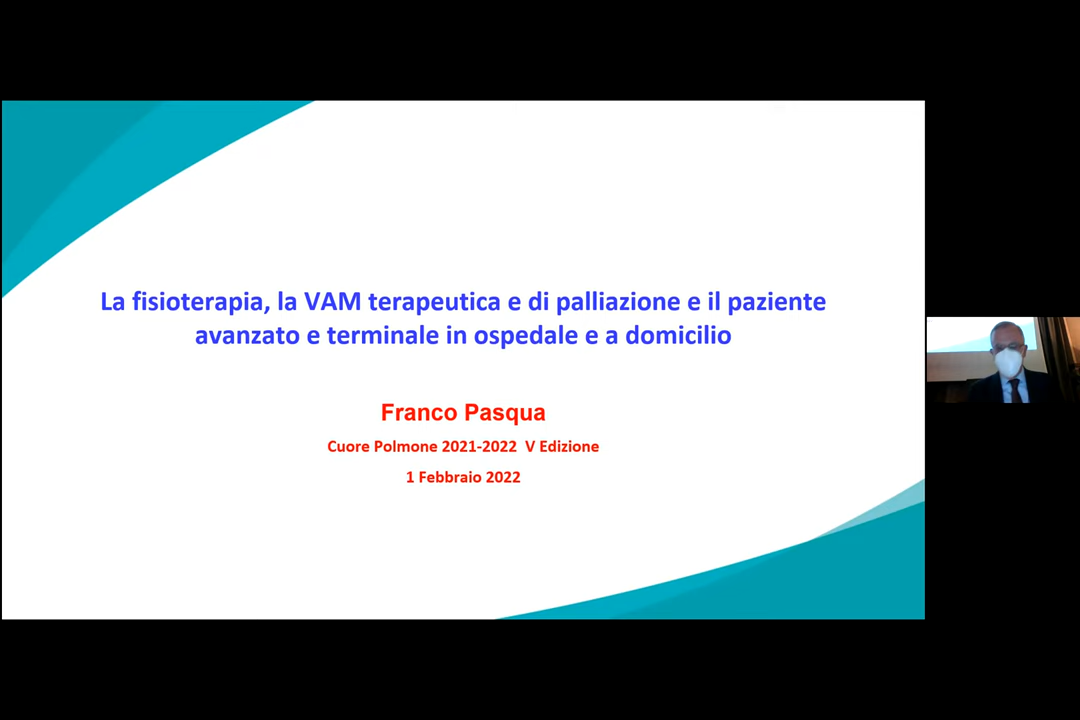 La fisioterapia, la VAM terapeutica e di palliazione e il paziente
avanzato e terminale in ospedale e a domicilio
Franco Pasqua
Cuore Polmone 2021-2022 V Edizione
1 Febbraio 2022